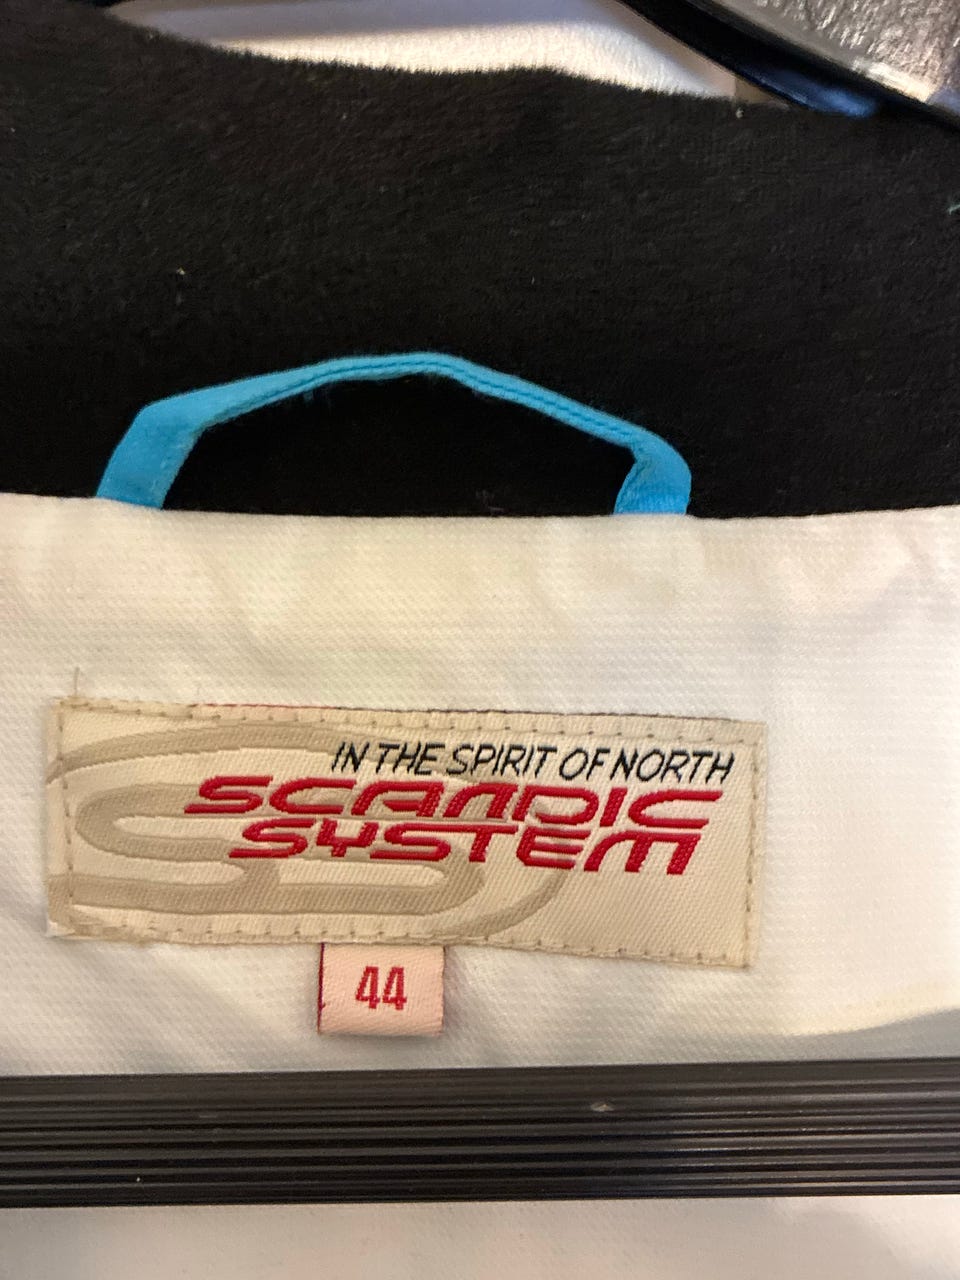 IN THE SPIRIT OF NORTH
SCANDIC
SYSTEM
44